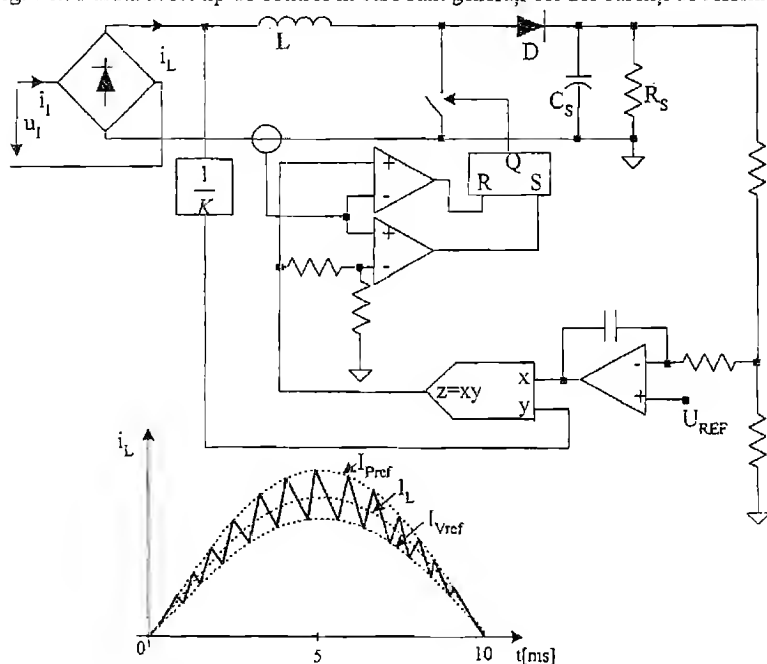 i_L
L
D
C_S
R_S
i_I
u_I
1
K
Q
R S
+
-
+
-
z=xy
x
y
-
+
U_REF
i_L
I_Pref
I_L
I_Vref
0
5
10
t[ms]